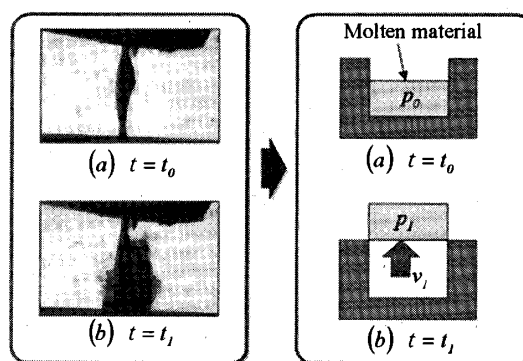 (a) t = t₀
(b) t = t₁
Molten material
p₀
(a) t = t₀
p₁
v₁
(b) t = t₁